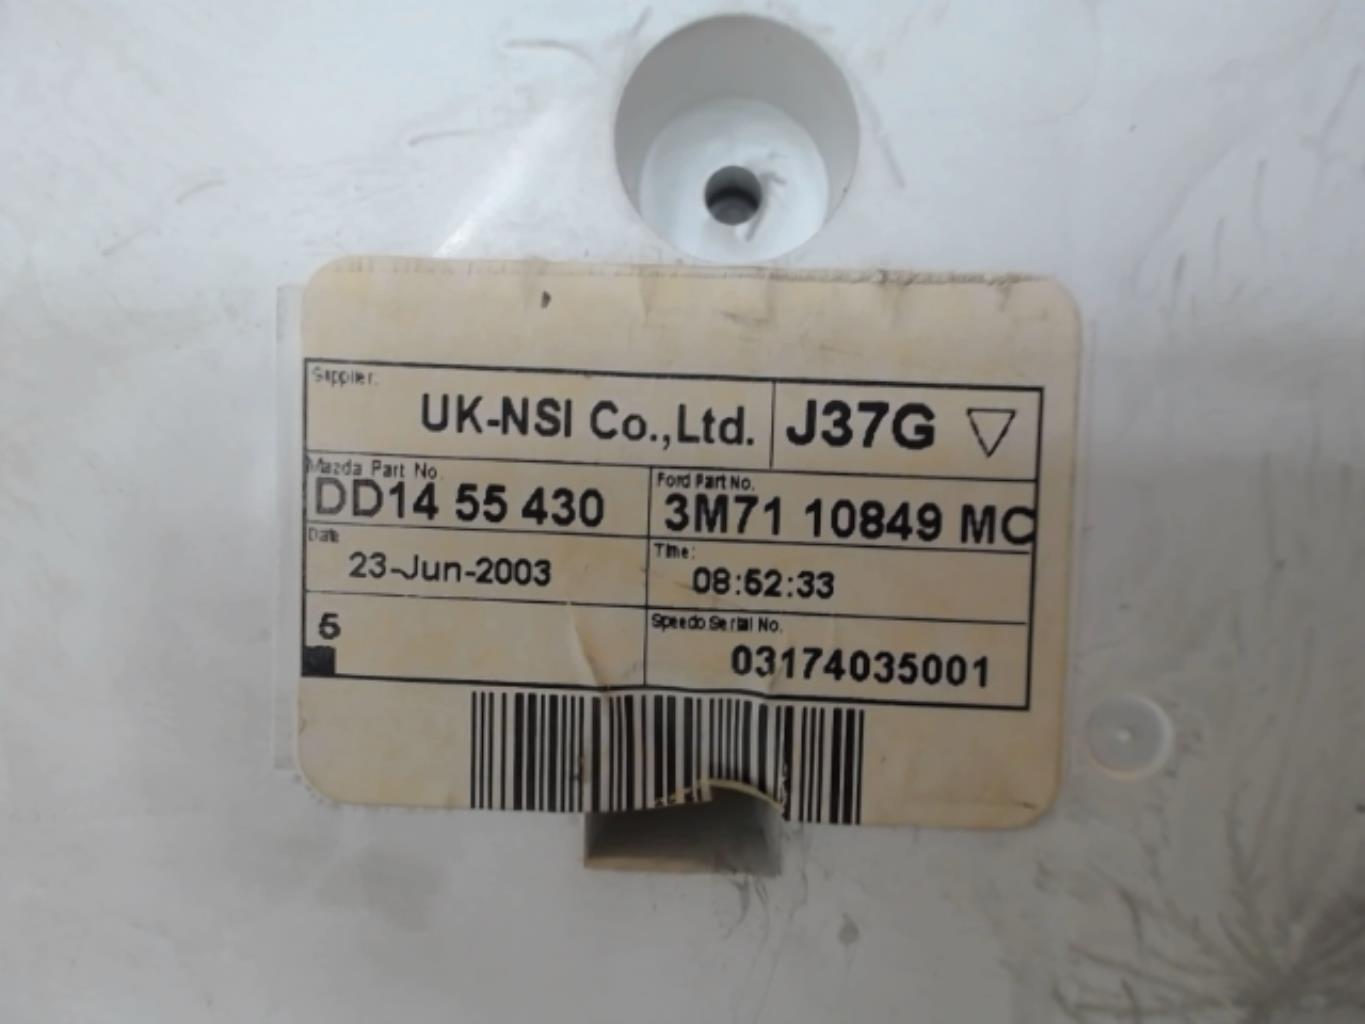 Supplier:
UK-NSI Co.,Ltd. J37G
Mazda Part No. Ford Part No.
DD14 55 430 3M71 10849 MC
Date Time:
23-Jun-2003 08:52:33
5 Speedo Serial No.
03174035001